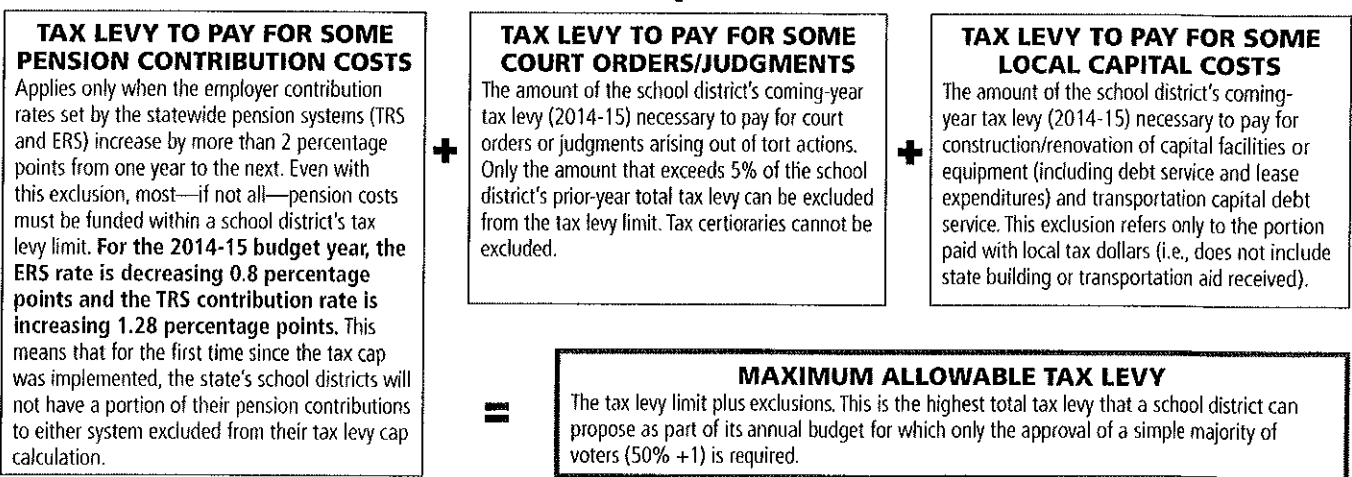 TAX LEVY TO PAY FOR SOME
PENSION CONTRIBUTION COSTS
Applies only when the employer contribution
rates set by the statewide pension systems (TRS
and ERS) increase by more than 2 percentage
points from one year to the next. Even with
this exclusion, most—if not all—pension costs
must be funded within a school district's tax
levy limit. For the 2014-15 budget year, the
ERS rate is decreasing 0.8 percentage
points and the TRS contribution rate is
increasing 1.28 percentage points. This
means that for the first time since the tax cap
was implemented, the state's school districts will
not have a portion of their pension contributions
to either system excluded from their tax levy cap
calculation.
+
TAX LEVY TO PAY FOR SOME
COURT ORDERS/JUDGMENTS
The amount of the school district's coming-year
tax levy (2014-15) necessary to pay for court
orders or judgments arising out of tort actions.
Only the amount that exceeds 5% of the school
district's prior-year total tax levy can be excluded
from the tax levy limit. Tax certioraries cannot be
excluded.
+
TAX LEVY TO PAY FOR SOME
LOCAL CAPITAL COSTS
The amount of the school district's coming-
year tax levy (2014-15) necessary to pay for
construction/renovation of capital facilities or
equipment (including debt service and lease
expenditures) and transportation capital debt
service. This exclusion refers only to the portion
paid with local tax dollars (i.e., does not include
state building or transportation aid received).
=
MAXIMUM ALLOWABLE TAX LEVY
The tax levy limit plus exclusions. This is the highest total tax levy that a school district can
propose as part of its annual budget for which only the approval of a simple majority of
voters (50% +1) is required.